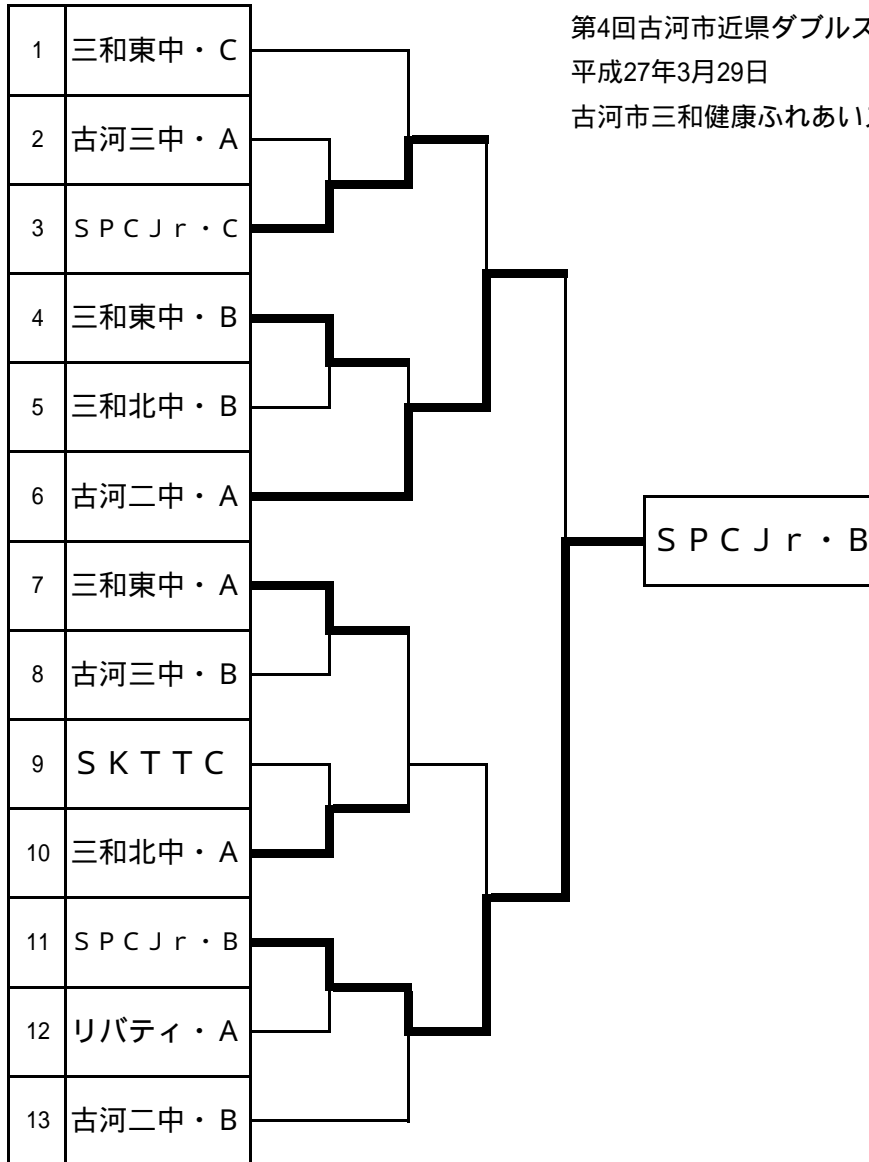 第4回古河市近県ダブルス
平成27年3月29日
古河市三和健康ふれあい
1 三和東中・C
2 古河三中・A
3 ＳＰＣＪｒ・Ｃ
4 三和東中・B
5 三和北中・B
6 古河二中・A
7 三和東中・A
8 古河三中・B
9 ＳＫＴＴＣ
10 三和北中・A
11 ＳＰＣＪｒ・Ｂ
12 リバティ・A
13 古河二中・B
ＳＰＣＪｒ・Ｂ